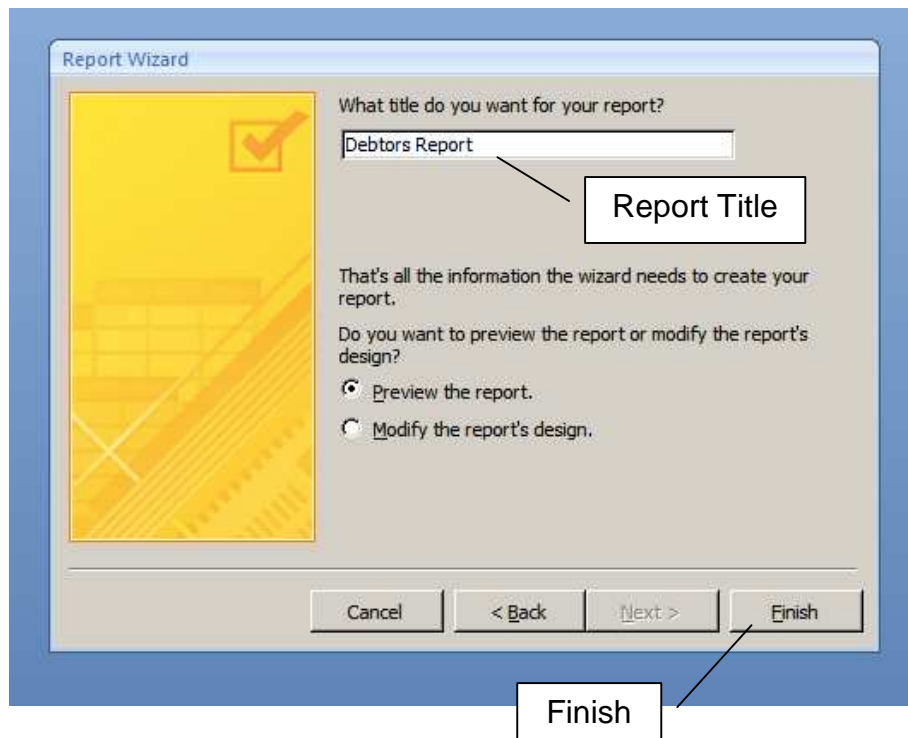 Report Wizard
What title do you want for your report?
Debtors Report
Report Title
That's all the information the wizard needs to create your
report.
Do you want to preview the report or modify the report's
design?
Preview the report.
Modify the report's design.
Cancel
< Back
Next >
Finish
Finish